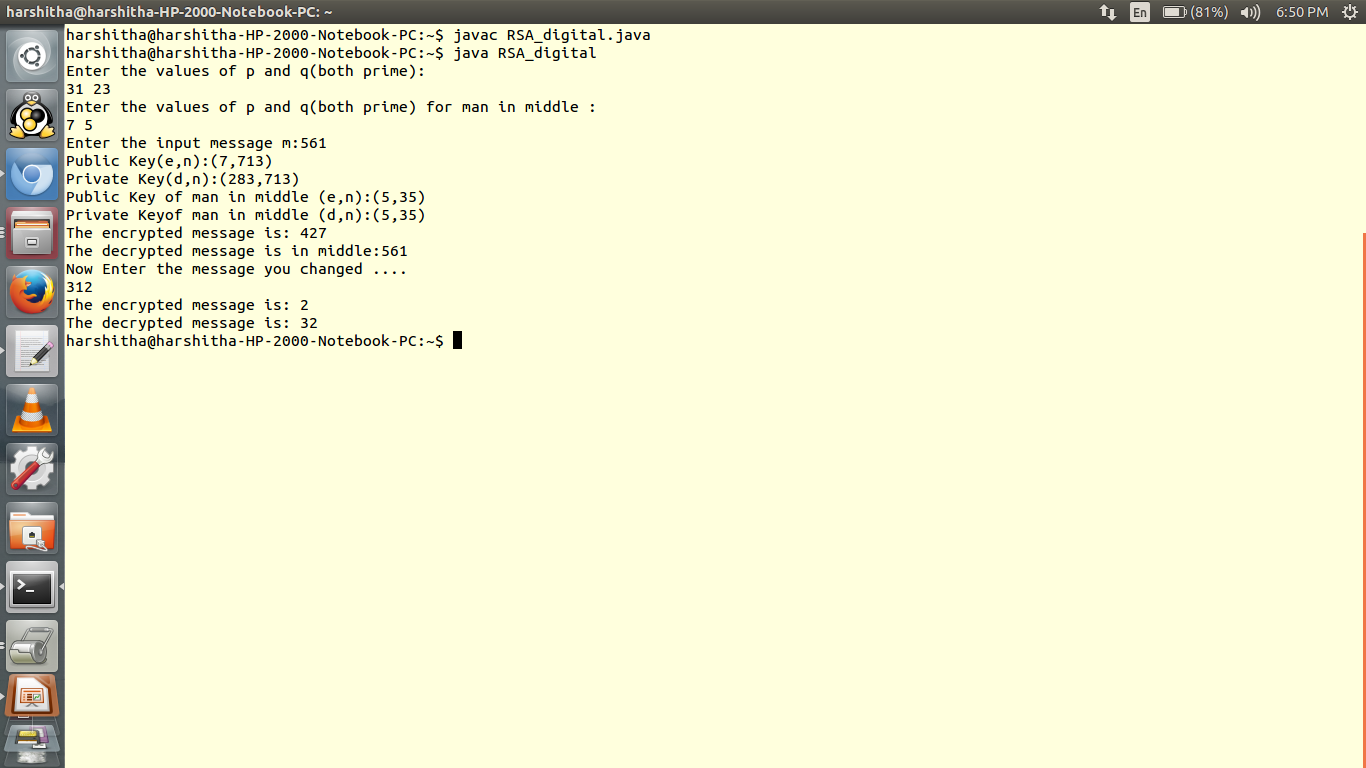 harshitha@harshitha-HP-2000-Notebook-PC: ~
En (81%) 6:50 PM
harshitha@harshitha-HP-2000-Notebook-PC:~$ javac RSA_digital.java
harshitha@harshitha-HP-2000-Notebook-PC:~$ java RSA_digital
Enter the values of p and q(both prime):
31 23
Enter the values of p and q(both prime) for man in middle :
7 5
Enter the input message m:561
Public Key(e,n):(7,713)
Private Key(d,n):(283,713)
Public Key of man in middle (e,n):(5,35)
Private Keyof man in middle (d,n):(5,35)
The encrypted message is: 427
The decrypted message is in middle:561
Now Enter the message you changed ....
312
The encrypted message is: 2
The decrypted message is: 32
harshitha@harshitha-HP-2000-Notebook-PC:~$